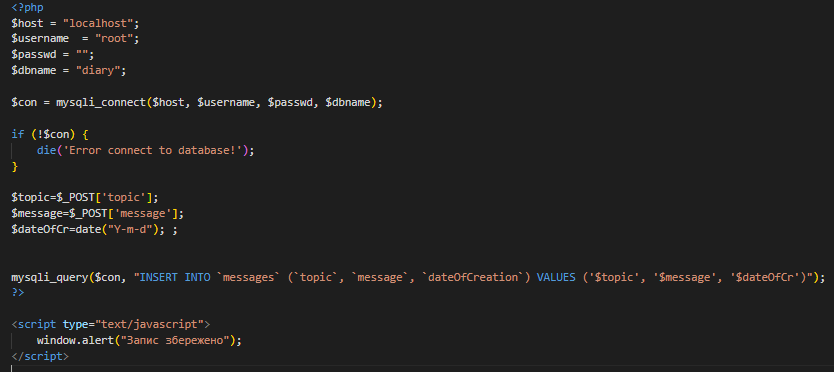 <?php
$host = "localhost";
$username  = "root";
$passwd = "";
$dbname = "diary";
$con = mysqli_connect($host, $username, $passwd, $dbname);
if (!$con) {
    die('Error connect to database!');
}
$topic=$_POST['topic'];
$message=$_POST['message'];
$dateOfCr=date("Y-m-d"); ;
mysqli_query($con, "INSERT INTO `messages` (`topic`, `message`, `dateOfCreation`) VALUES ('$topic', '$message', '$dateOfCr')");
?>
<script type="text/javascript">
    window.alert("Запис збережено");
</script>